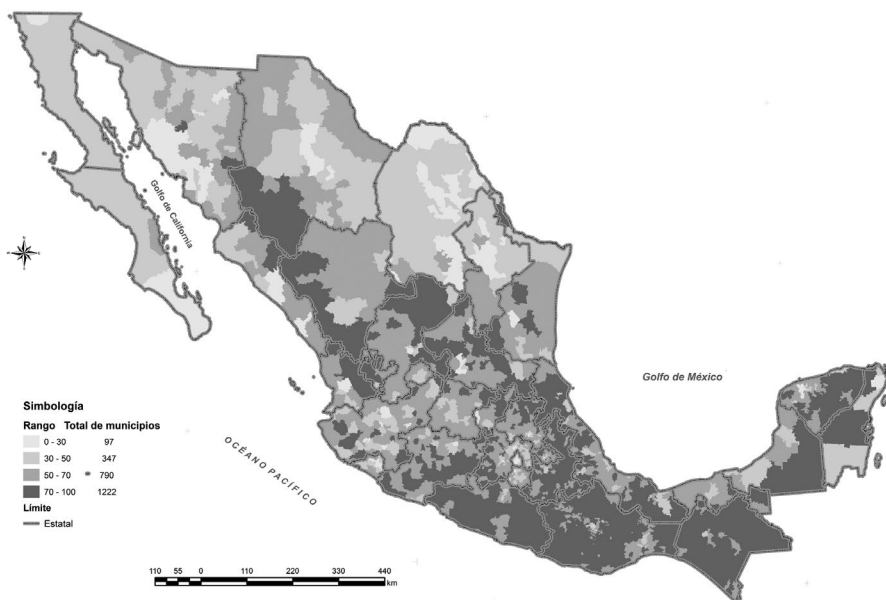 Golfo de California
Golfo de México
OCÉANO PACÍFICO
Simbología
Rango Total de municipios
0 - 30 97
30 - 50 347
50 - 70 790
70 - 100 1222
Límite
Estatal
110 55 0 110 220 330 440
km